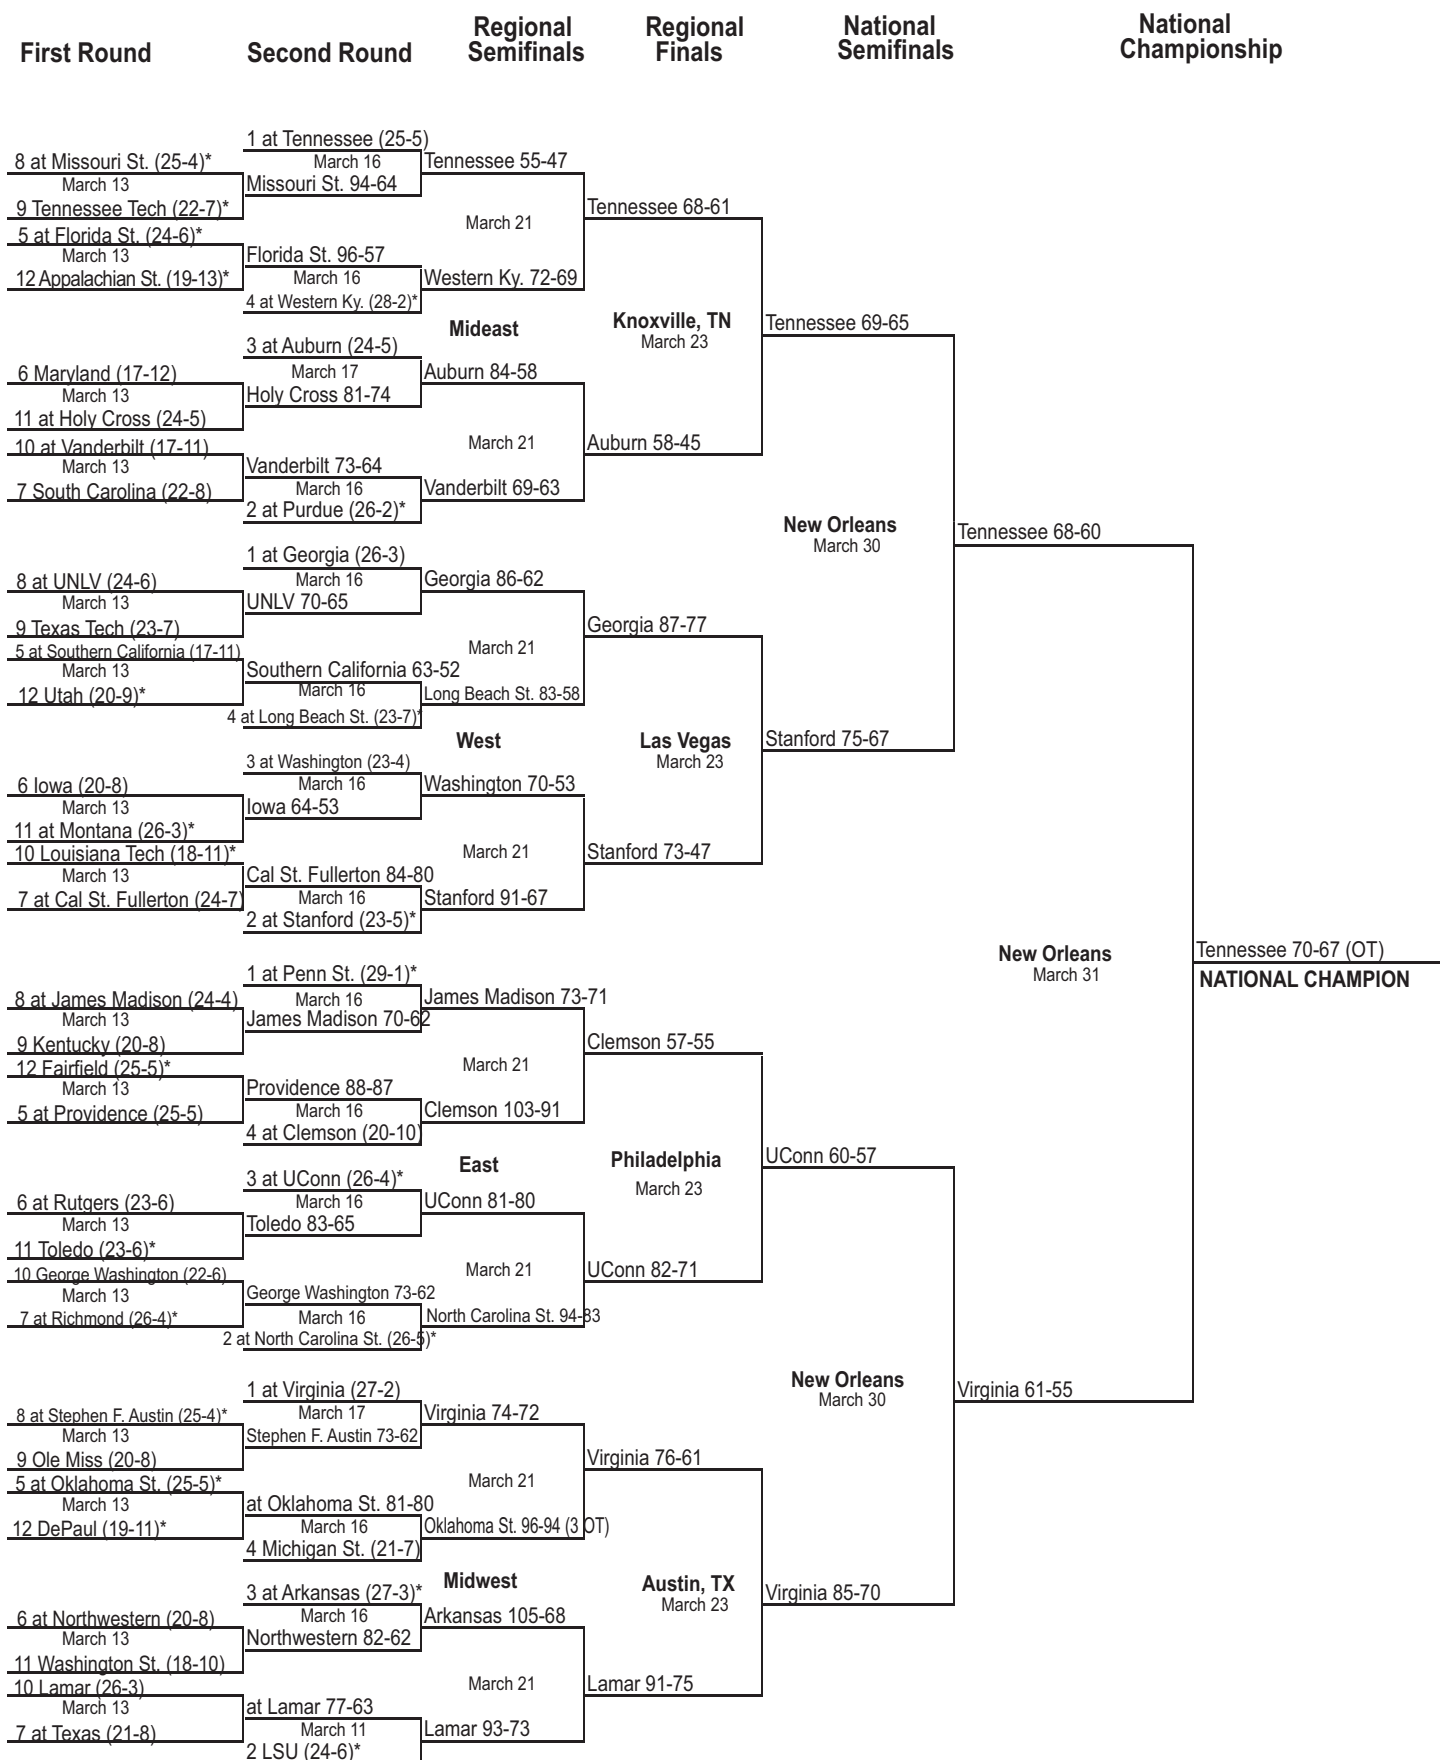 First Round
Second Round
Regional
Semifinals
Regional
Finals
National
Semifinals
National
Championship
1 at Tennessee (25-5)
8 at Missouri St. (25-4)*
March 16
Tennessee 55-47
March 13
Missouri St. 94-64
9 Tennessee Tech (22-7)*
Tennessee 68-61
March 21
5 at Florida St. (24-6)*
March 13
Florida St. 96-57
12 Appalachian St. (19-13)*
March 16
Western Ky. 72-69
4 at Western Ky. (28-2)*
Mideast
Knoxville, TN
March 23
Tennessee 69-65
3 at Auburn (24-5)
6 Maryland (17-12)
March 17
Auburn 84-58
March 13
Holy Cross 81-74
11 at Holy Cross (24-5)
March 21
Auburn 58-45
10 at Vanderbilt (17-11)
March 13
Vanderbilt 73-64
7 South Carolina (22-8)
March 16
Vanderbilt 69-63
2 at Purdue (26-2)*
New Orleans
March 30
Tennessee 68-60
1 at Georgia (26-3)
8 at UNLV (24-6)
March 16
Georgia 86-62
March 13
UNLV 70-65
9 Texas Tech (23-7)
Georgia 87-77
5 at Southern California (17-11)
March 21
March 13
Southern California 63-52
12 Utah (20-9)*
March 16
Long Beach St. 83-58
4 at Long Beach St. (23-7)*
West
Las Vegas
March 23
Stanford 75-67
3 at Washington (23-4)
6 Iowa (20-8)
March 16
Washington 70-53
March 13
Iowa 64-53
11 at Montana (26-3)*
10 Louisiana Tech (18-11)*
March 21
Stanford 73-47
March 13
Cal St. Fullerton 84-80
7 at Cal St. Fullerton (24-7)
March 16
Stanford 91-67
2 at Stanford (23-5)*
New Orleans
March 31
Tennessee 70-67 (OT)
NATIONAL CHAMPION
1 at Penn St. (29-1)*
8 at James Madison (24-4)
March 16
James Madison 73-71
March 13
James Madison 70-62
9 Kentucky (20-8)
Clemson 57-55
12 Fairfield (25-5)*
March 21
March 13
Providence 88-87
5 at Providence (25-5)
March 16
Clemson 103-91
4 at Clemson (20-10)
East
Philadelphia
March 23
UConn 60-57
3 at UConn (26-4)*
6 at Rutgers (23-6)
March 16
UConn 81-80
March 13
Toledo 83-65
11 Toledo (23-6)*
10 George Washington (22-6)
March 21
UConn 82-71
March 13
George Washington 73-62
7 at Richmond (26-4)*
March 16
North Carolina St. 94-83
2 at North Carolina St. (26-5)*
New Orleans
March 30
Virginia 61-55
1 at Virginia (27-2)
8 at Stephen F. Austin (25-4)*
March 17
Virginia 74-72
March 13
Stephen F. Austin 73-62
9 Ole Miss (20-8)
Virginia 76-61
5 at Oklahoma St. (25-5)*
March 21
March 13
at Oklahoma St. 81-80
12 DePaul (19-11)*
March 16
Oklahoma St. 96-94 (3 OT)
4 Michigan St. (21-7)
Midwest
Austin, TX
March 23
Virginia 85-70
3 at Arkansas (27-3)*
6 at Northwestern (20-8)
March 16
Arkansas 105-68
March 13
Northwestern 82-62
11 Washington St. (18-10)
10 Lamar (26-3)
March 21
Lamar 91-75
March 13
at Lamar 77-63
7 at Texas (21-8)
March 11
Lamar 93-73
2 LSU (24-6)*